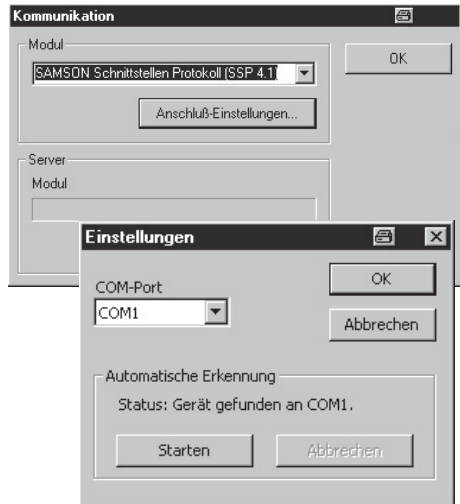 Kommunikation
Modul
SAMSON Schnittstellen Protokoll (SSP 4.1)
OK
Anschluß-Einstellungen...
Server
Modul
Einstellungen
COM-Port
COM1
OK
Abbrechen
Automatische Erkennung
Status: Gerät gefunden an COM1.
Starten
Abbrechen